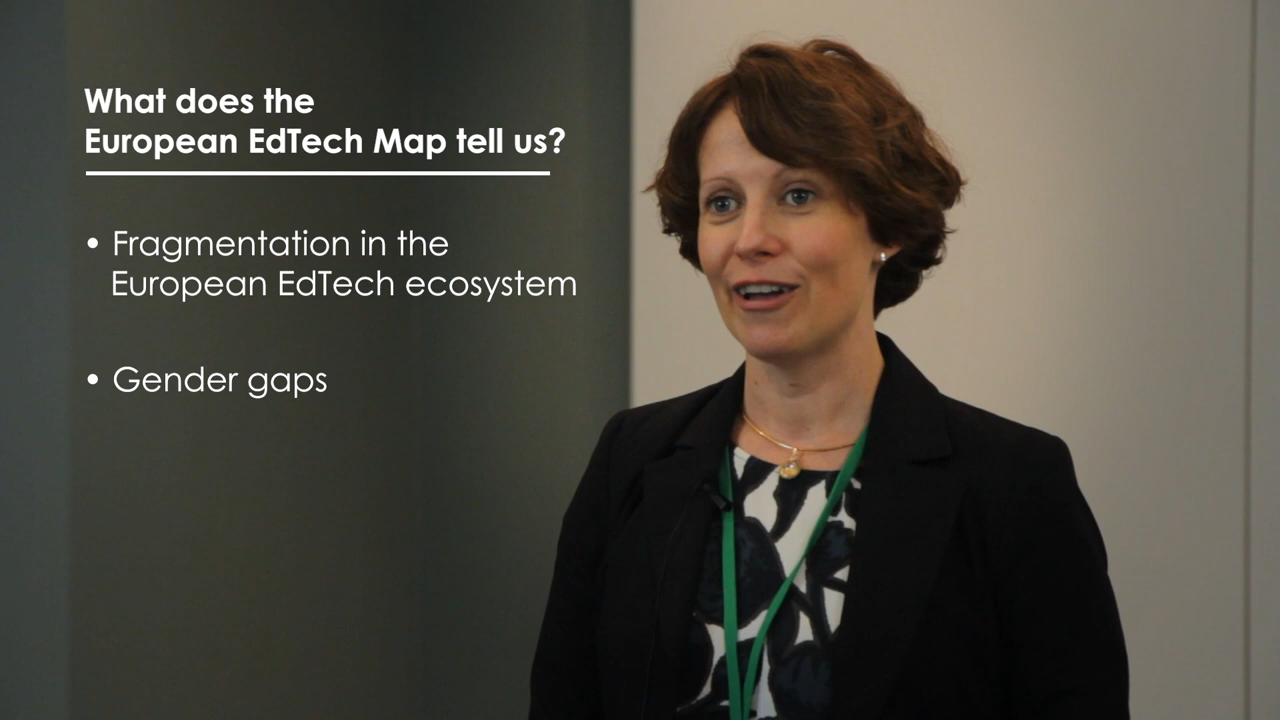 What does the
European EdTech Map tell us?
• Fragmentation in the
European EdTech ecosystem
• Gender gaps